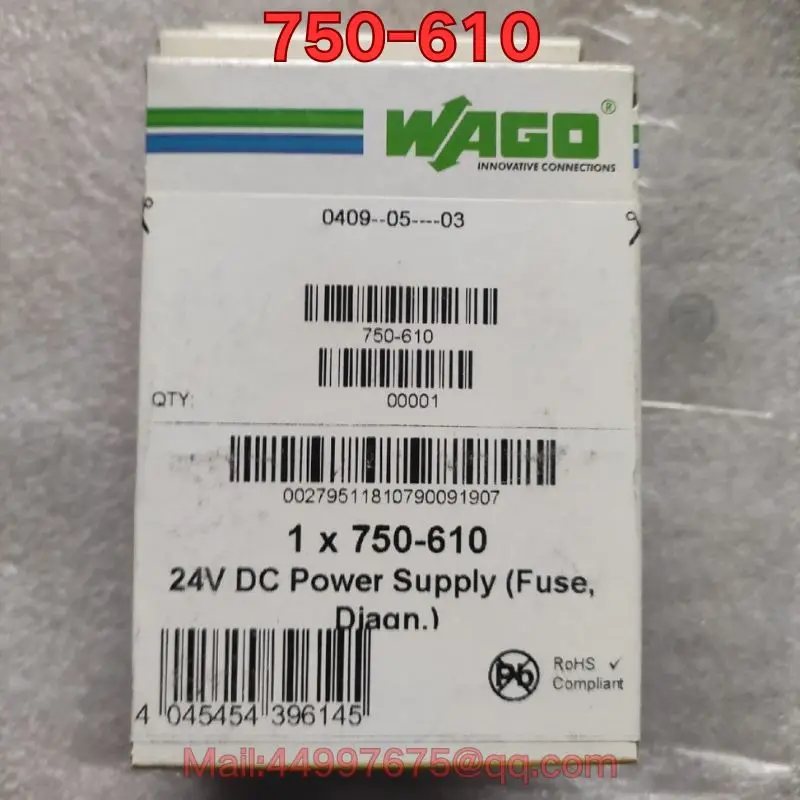 750-610
WAGO®
INNOVATIVE CONNECTIONS
0409--05----03
750-610
QTY: 00001
00279511810790091907
1 x 750-610
24V DC Power Supply (Fuse,
Diagn.)
Pb RoHS ✓
Compliant
4 045454 396145
Mail:44997675@qq.com